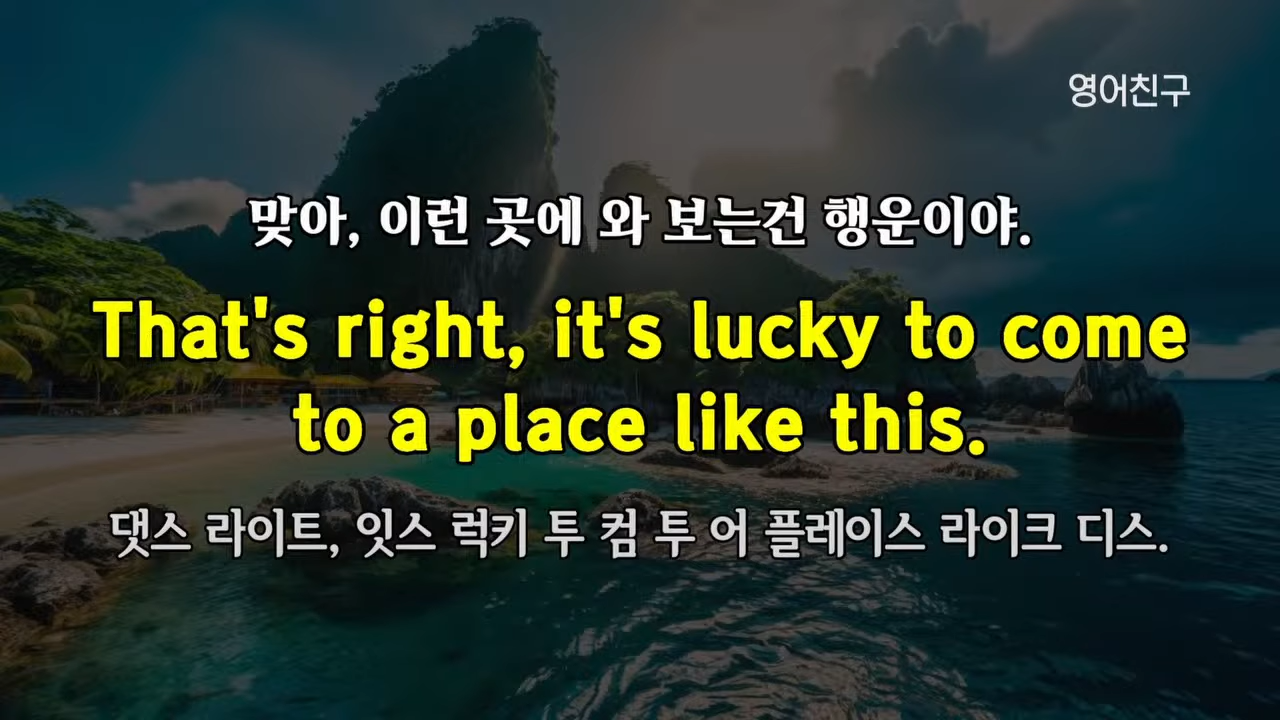 영어친구
맞아, 이런 곳에 와 보는건 행운이야.
That's right, it's lucky to come
to a place like this.
댓스 라이트, 잇스 럭키 투 컴 투 어 플레이스 라이크 디스.